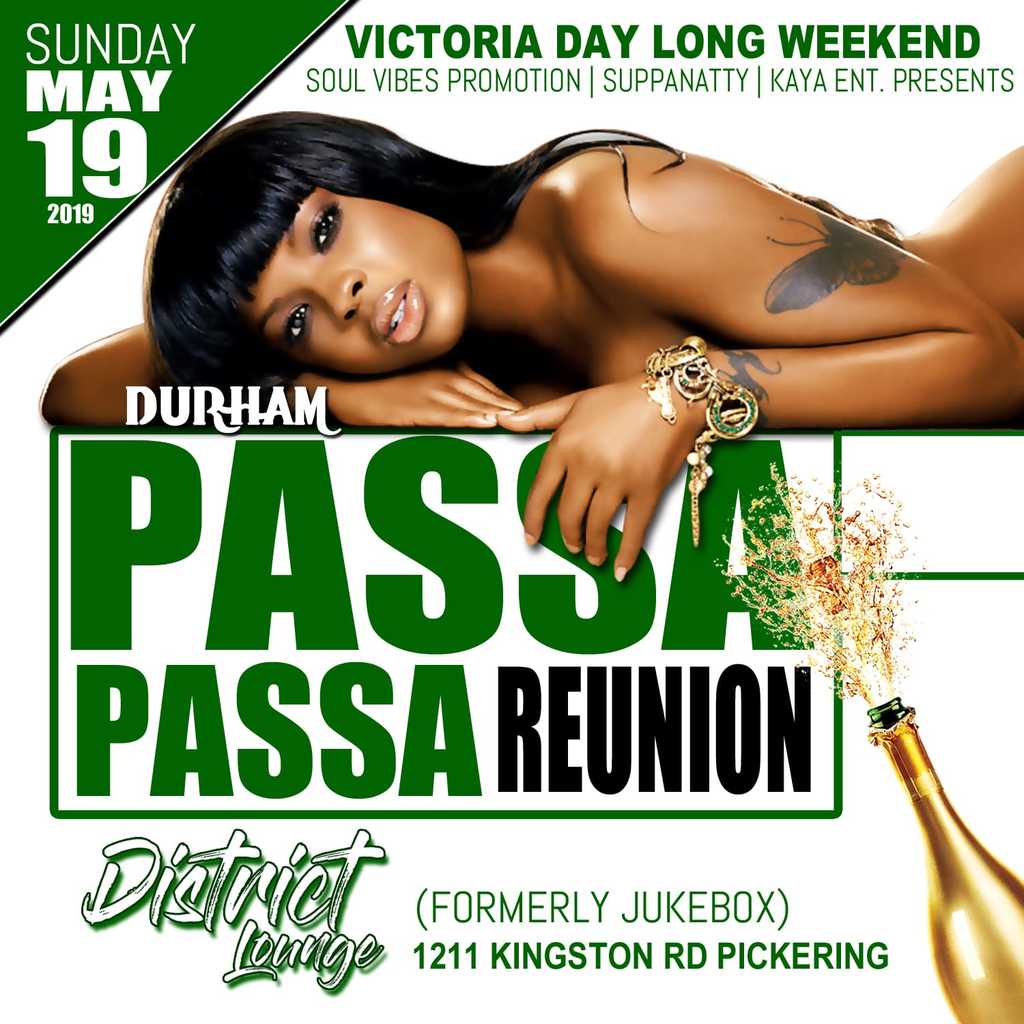 SUNDAY
MAY
19
2019
VICTORIA DAY LONG WEEKEND
SOUL VIBES PROMOTION | SUPPANATTY | KAYA ENT. PRESENTS
DURHAM
PASSA
PASSA REUNION
District
Lounge
(FORMERLY JUKEBOX)
1211 KINGSTON RD PICKERING